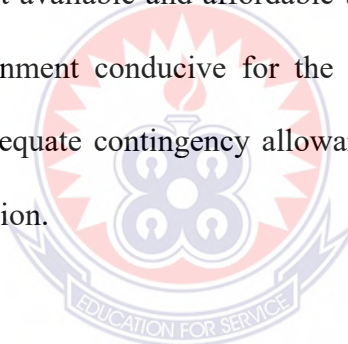 available and affordable
nment conducive for the
equate contingency allowa
ion.
EDUCATION FOR SERVICE